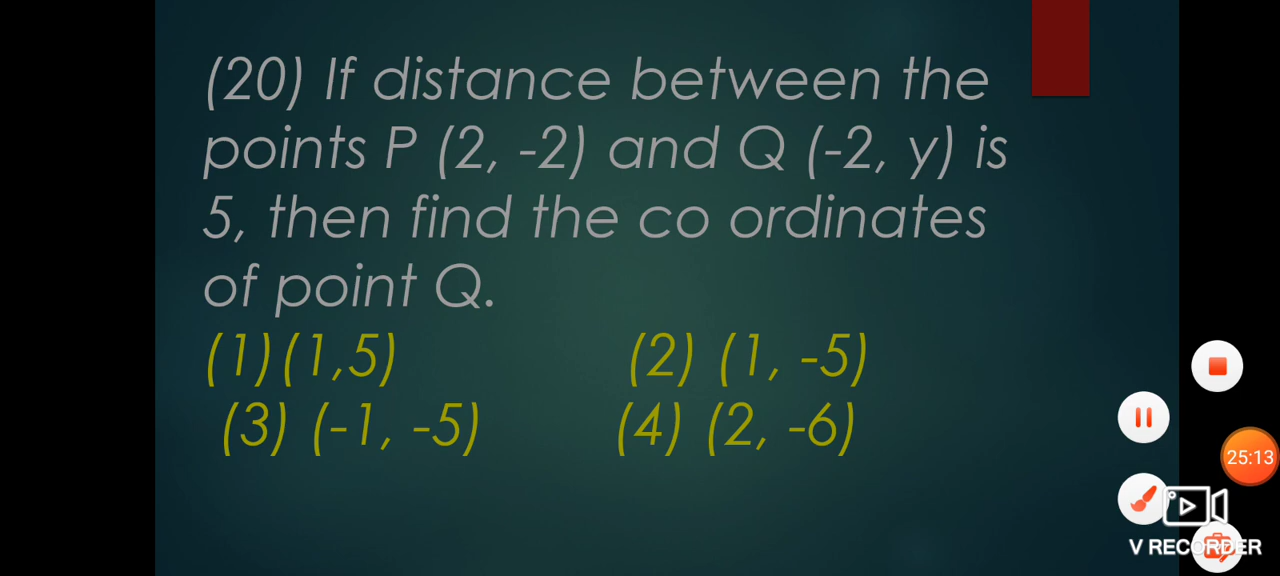 (20) If distance between the
points P (2, -2) and Q (-2, y) is
5, then find the co ordinates
of point Q.
(1)(1,5) (2) (1, -5)
(3) (-1, -5) (4) (2, -6)
25:13
V RECORDER